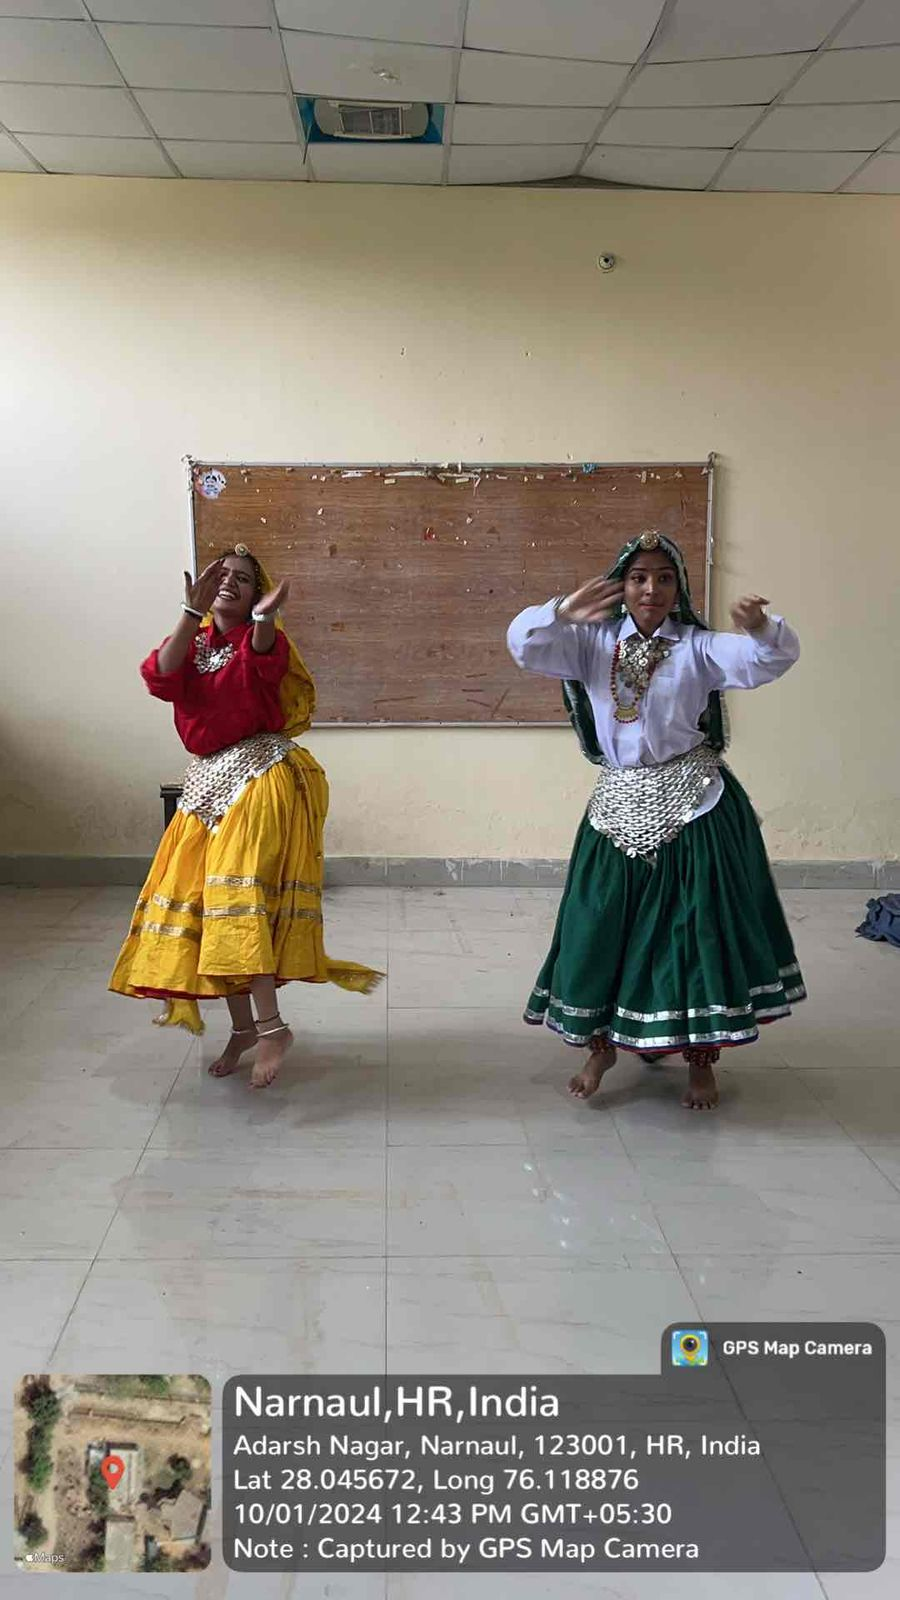 GPS Map Camera
Narnaul,HR,India
Adarsh Nagar, Narnaul, 123001, HR, India
Lat 28.045672, Long 76.118876
10/01/2024 12:43 PM GMT+05:30
Note : Captured by GPS Map Camera
Maps